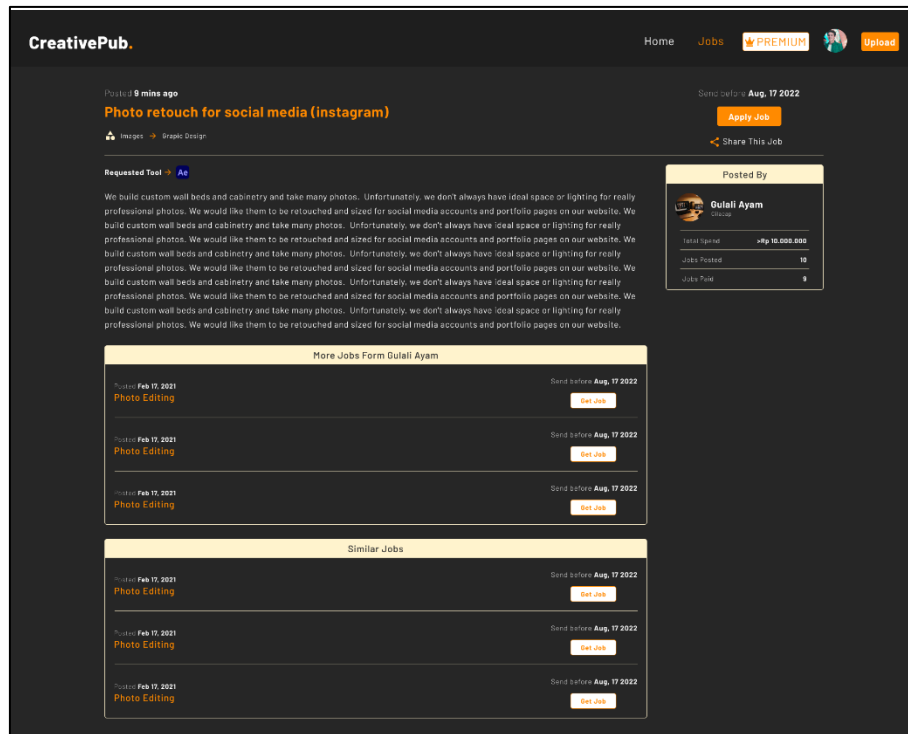 CreativePub.
Home Jobs PREMIUM Upload
Posted 9 mins ago
Photo retouch for social media (instagram)
Images → Grapic Design
Send before Aug, 17 2022
Apply Job
Share This Job
Requested Tool → Ae
We build custom wall beds and cabinetry and take many photos. Unfortunately, we don't always have ideal space or lighting for really
professional photos. We would like them to be retouched and sized for social media accounts and portfolio pages on our website. We
build custom wall beds and cabinetry and take many photos. Unfortunately, we don't always have ideal space or lighting for really
professional photos. We would like them to be retouched and sized for social media accounts and portfolio pages on our website. We
build custom wall beds and cabinetry and take many photos. Unfortunately, we don't always have ideal space or lighting for really
professional photos. We would like them to be retouched and sized for social media accounts and portfolio pages on our website. We
build custom wall beds and cabinetry and take many photos. Unfortunately, we don't always have ideal space or lighting for really
professional photos. We would like them to be retouched and sized for social media accounts and portfolio pages on our website. We
build custom wall beds and cabinetry and take many photos. Unfortunately, we don't always have ideal space or lighting for really
professional photos. We would like them to be retouched and sized for social media accounts and portfolio pages on our website.
Posted By
Gulali Ayam
Cilacap
Total Spend >Rp 10.000.000
Jobs Posted 10
Jobs Paid 9
More Jobs Form Gulali Ayam
Posted Feb 17, 2021
Photo Editing
Send before Aug, 17 2022
Get Job
Posted Feb 17, 2021
Photo Editing
Send before Aug, 17 2022
Get Job
Posted Feb 17, 2021
Photo Editing
Send before Aug, 17 2022
Get Job
Similar Jobs
Posted Feb 17, 2021
Photo Editing
Send before Aug, 17 2022
Get Job
Posted Feb 17, 2021
Photo Editing
Send before Aug, 17 2022
Get Job
Posted Feb 17, 2021
Photo Editing
Send before Aug, 17 2022
Get Job